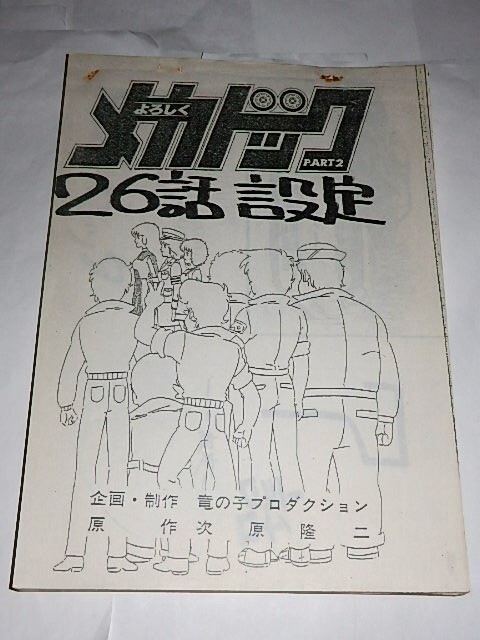 よろしく
メカドック
PART2
26話 設定
企画・制作 竜の子プロダクション
原 作 次 原 隆 二